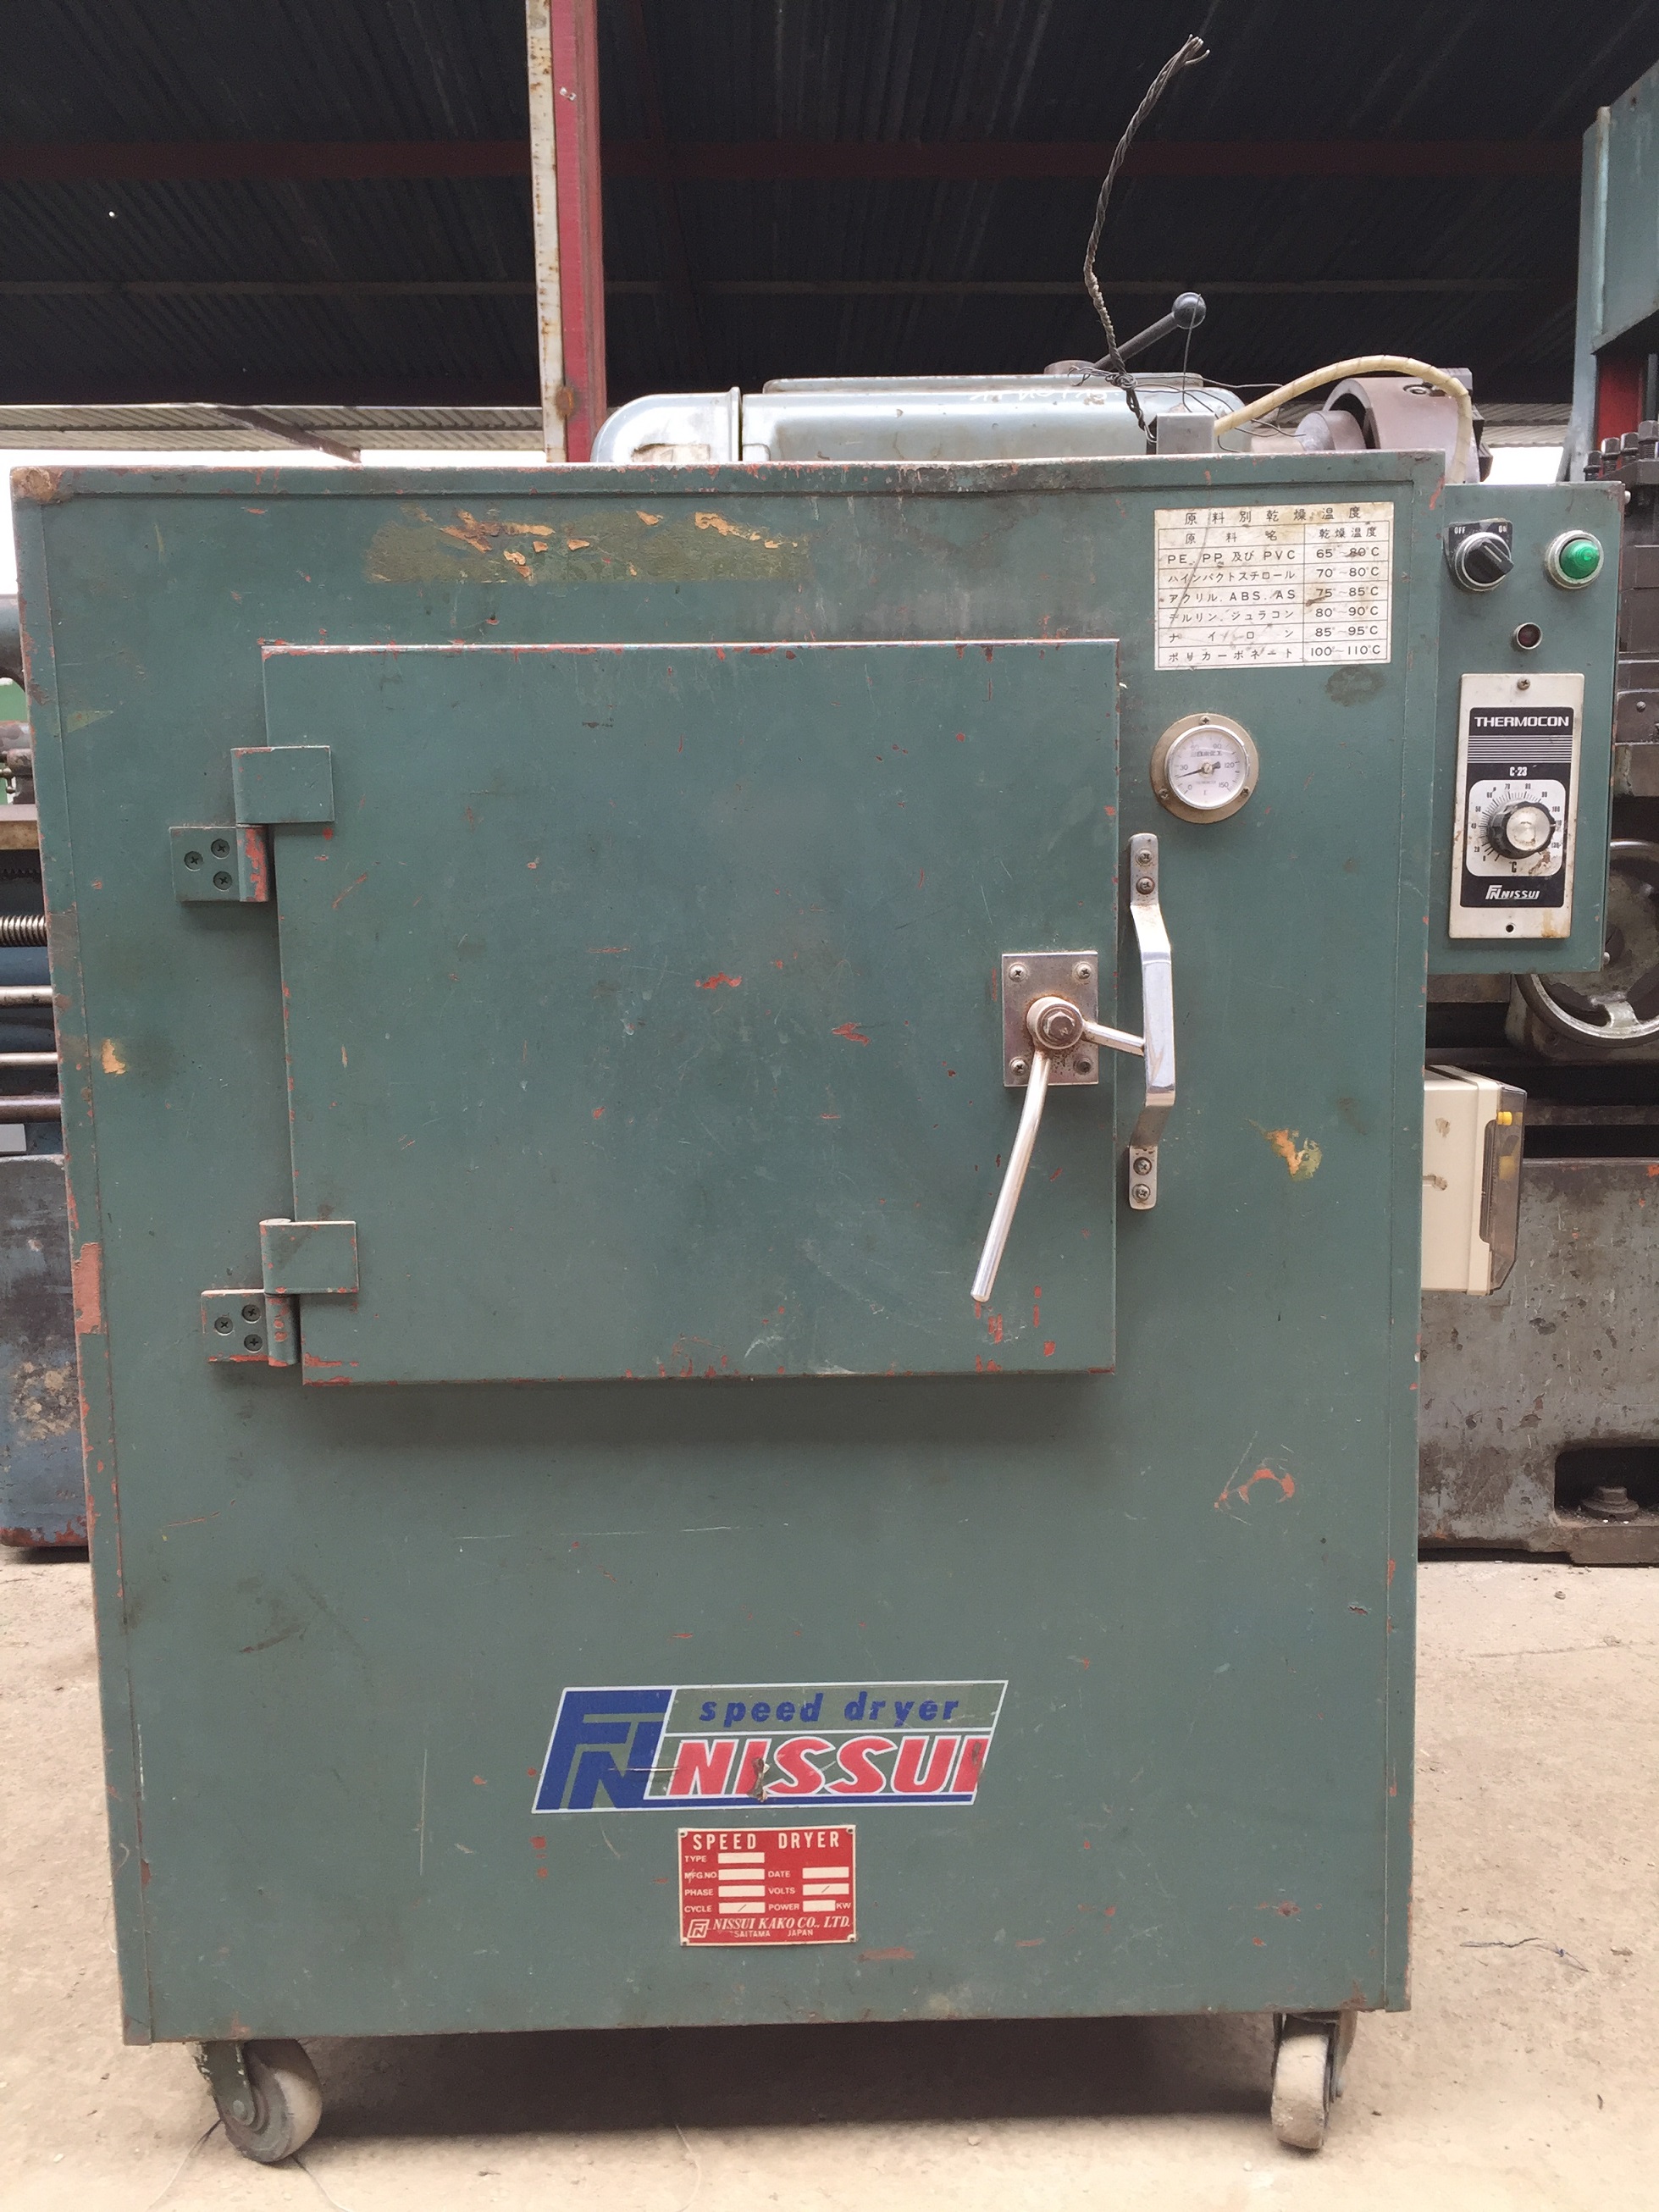 原料別乾燥温度
原料名 乾燥温度
PE. PP 及び PVC 65°~80°C
ハインパクトスチロール 70°~80°C
アクリル. ABS. AS 75°~85°C
デルリン. ジュラコン 80°~90°C
ナイロン 85°~95°C
ポリカーボネート 100°~110°C
OFF ON
THERMOCON
C-23
°C
FN NISSUI
30 120
0 150
speed dryer
FN NISSUI
SPEED DRYER
TYPE
MFG.NO DATE
PHASE VOLTS /
CYCLE / POWER KW
FN NISSUI KAKO CO., LTD.
SAITAMA JAPAN